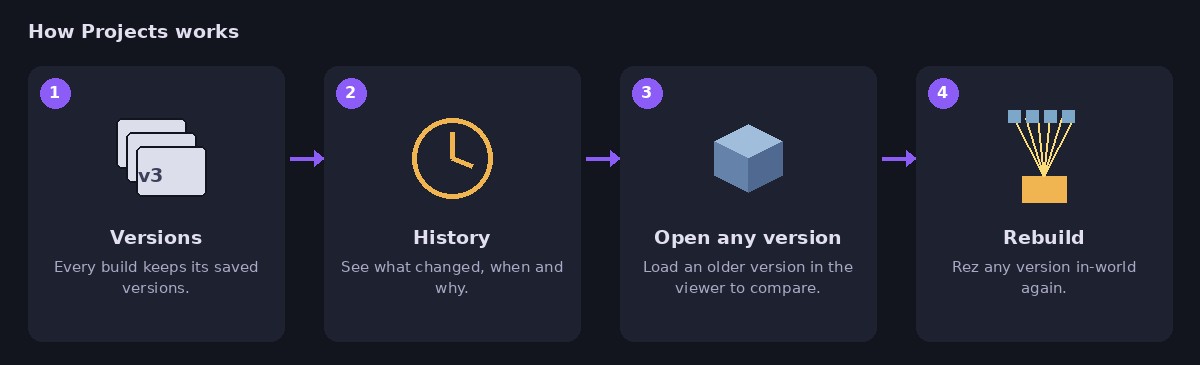 How Projects works
1
v3
Versions
Every build keeps its saved
versions.
2
History
See what changed, when and
why.
3
Open any version
Load an older version in the
viewer to compare.
4
Rebuild
Rez any version in-world
again.